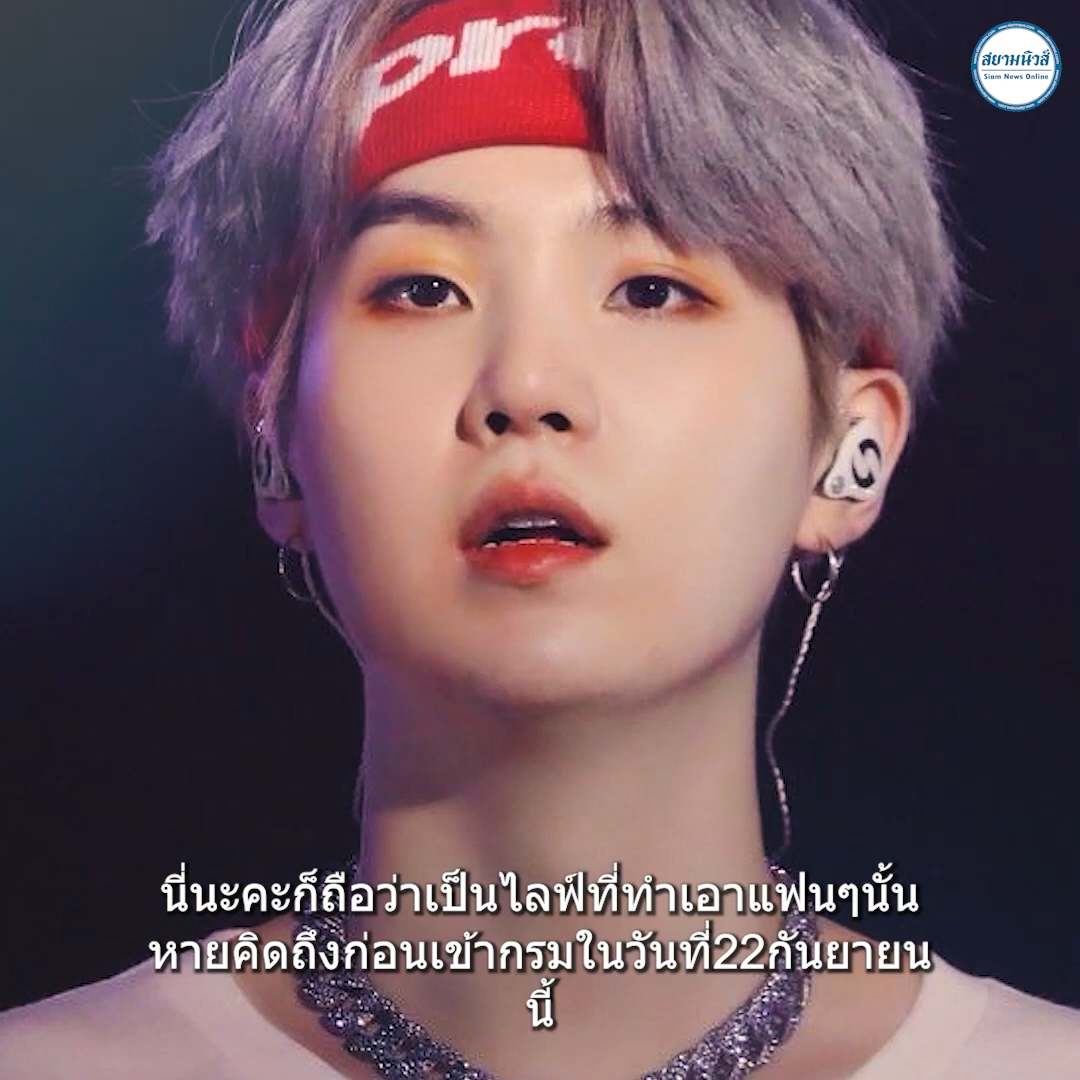 pr
สยามนิวส์
Siam News Online
นี่นะคะก็ถือว่าเป็นไลฟ์ที่ทำเอาแฟนๆนั้น
หายคิดถึงก่อนเข้ากรมในวันที่22กันยายน
นี้